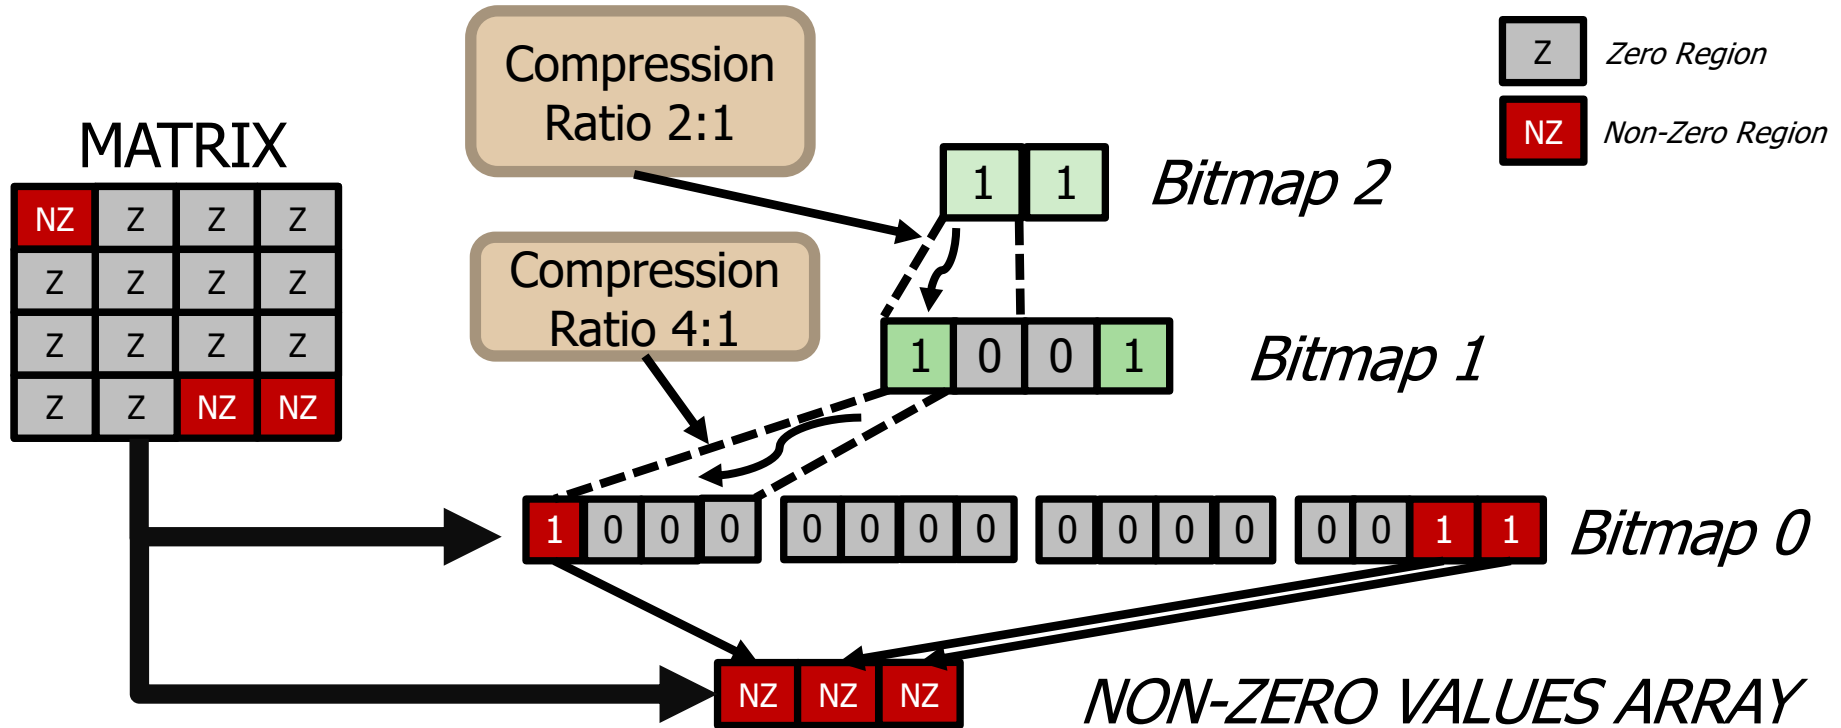 Compression
Ratio 2:1
Z Zero Region
NZ Non-Zero Region
MATRIX
NZ Z Z Z
Z Z Z Z
Z Z Z Z
Z Z NZ NZ
1 1 Bitmap 2
Compression
Ratio 4:1
1 0 0 1 Bitmap 1
1 0 0 0 0 0 0 0 0 0 0 0 0 0 1 1 Bitmap 0
NZ NZ NZ NON-ZERO VALUES ARRAY